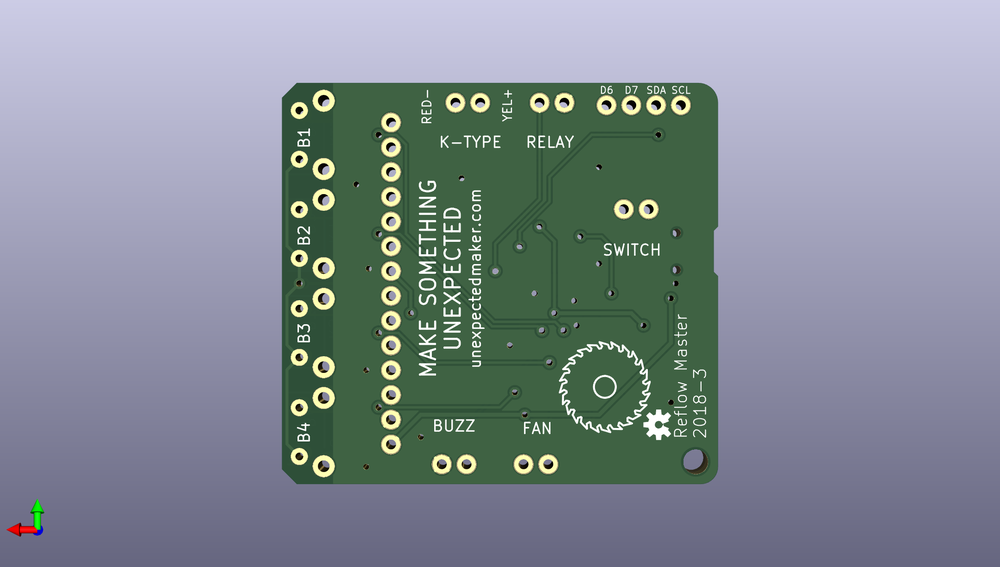 D6 D7 SDA SCL
RED-
YEL+
K-TYPE
RELAY
B1
B2
B3
B4
MAKE SOMETHING
UNEXPECTED
unexpectedmaker.com
SWITCH
BUZZ
FAN
Reflow Master
2018-3